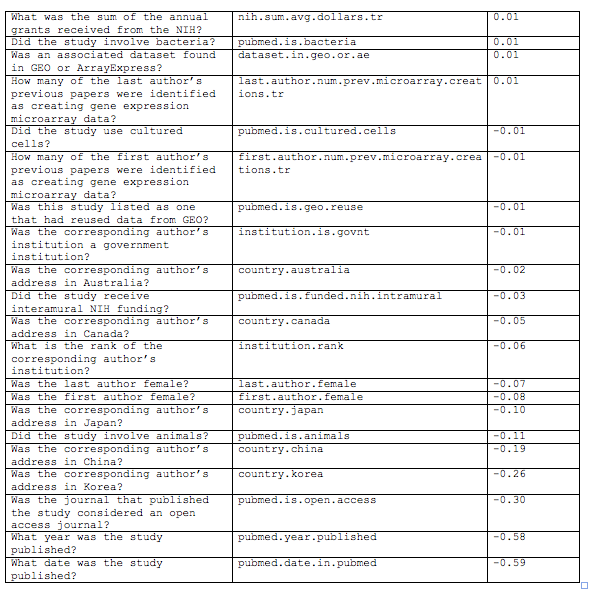 What was the sum of the annual nih.sum.avg.dollars.tr 0.01
grants received from the NIH?
Did the study involve bacteria? pubmed.is.bacteria 0.01
Was an associated dataset found dataset.in.geo.or.ae 0.01
in GEO or ArrayExpress?
How many of the last author's last.author.num.prev.microarray.creat 0.01
previous papers were identified ions.tr
as creating gene expression
microarray data?
Did the study use cultured pubmed.is.cultured.cells -0.01
cells?
How many of the first author's first.author.num.prev.microarray.crea -0.01
previous papers were identified tions.tr
as creating gene expression
microarray data?
Was this study listed as one pubmed.is.geo.reuse -0.01
that had reused data from GEO?
Was the corresponding author's institution.is.govnt -0.01
institution a government
institution?
Was the corresponding author's country.australia -0.02
address in Australia?
Did the study receive pubmed.is.funded.nih.intramural -0.03
interamural NIH funding?
Was the corresponding author's country.canada -0.05
address in Canada?
What is the rank of the institution.rank -0.06
corresponding author's
institution?
Was the last author female? last.author.female -0.07
Was the first author female? first.author.female -0.08
Was the corresponding author's country.japan -0.10
address in Japan?
Did the study involve animals? pubmed.is.animals -0.11
Was the corresponding author's country.china -0.19
address in China?
Was the corresponding author's country.korea -0.26
address in Korea?
Was the journal that published pubmed.is.open.access -0.30
the study considered an open
access journal?
What year was the study pubmed.year.published -0.58
published?
What date was the study pubmed.date.in.pubmed -0.59
published?